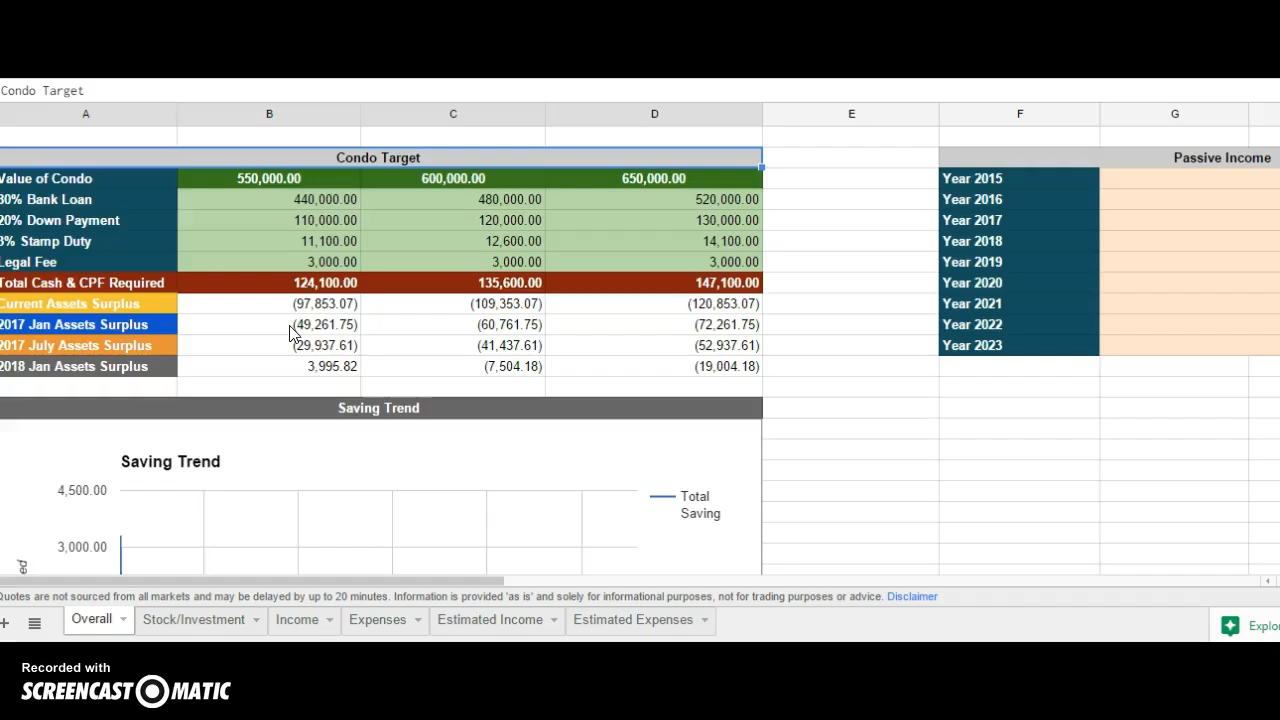 Condo Target
A B C D E F G
Condo Target Passive Income
Value of Condo 550,000.00 600,000.00 650,000.00 Year 2015
80% Bank Loan 440,000.00 480,000.00 520,000.00 Year 2016
20% Down Payment 110,000.00 120,000.00 130,000.00 Year 2017
3% Stamp Duty 11,100.00 12,600.00 14,100.00 Year 2018
Legal Fee 3,000.00 3,000.00 3,000.00 Year 2019
Total Cash & CPF Required 124,100.00 135,600.00 147,100.00 Year 2020
Current Assets Surplus (97,853.07) (109,353.07) (120,853.07) Year 2021
2017 Jan Assets Surplus (49,261.75) (60,761.75) (72,261.75) Year 2022
2017 July Assets Surplus (29,937.61) (41,437.61) (52,937.61) Year 2023
2018 Jan Assets Surplus 3,995.82 (7,504.18) (19,004.18)
Saving Trend
Saving Trend
4,500.00
Total
Saving
3,000.00
Quotes are not sourced from all markets and may be delayed by up to 20 minutes. Information is provided 'as is' and solely for informational purposes, not for trading purposes or advice. Disclaimer
Overall Stock/Investment Income Expenses Estimated Income Estimated Expenses
Recorded with
SCREENCAST-O-MATIC